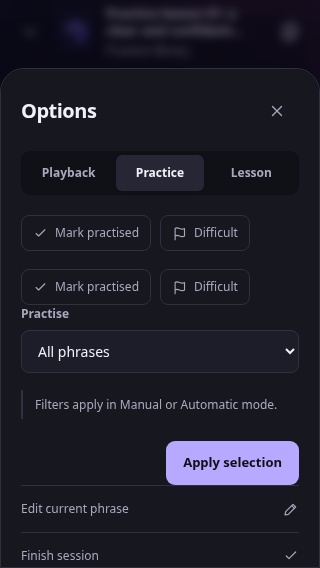 Options
Playback Practice Lesson
Mark practised Difficult
Mark practised Difficult
Practise
All phrases
Filters apply in Manual or Automatic mode.
Apply selection
Edit current phrase
Finish session